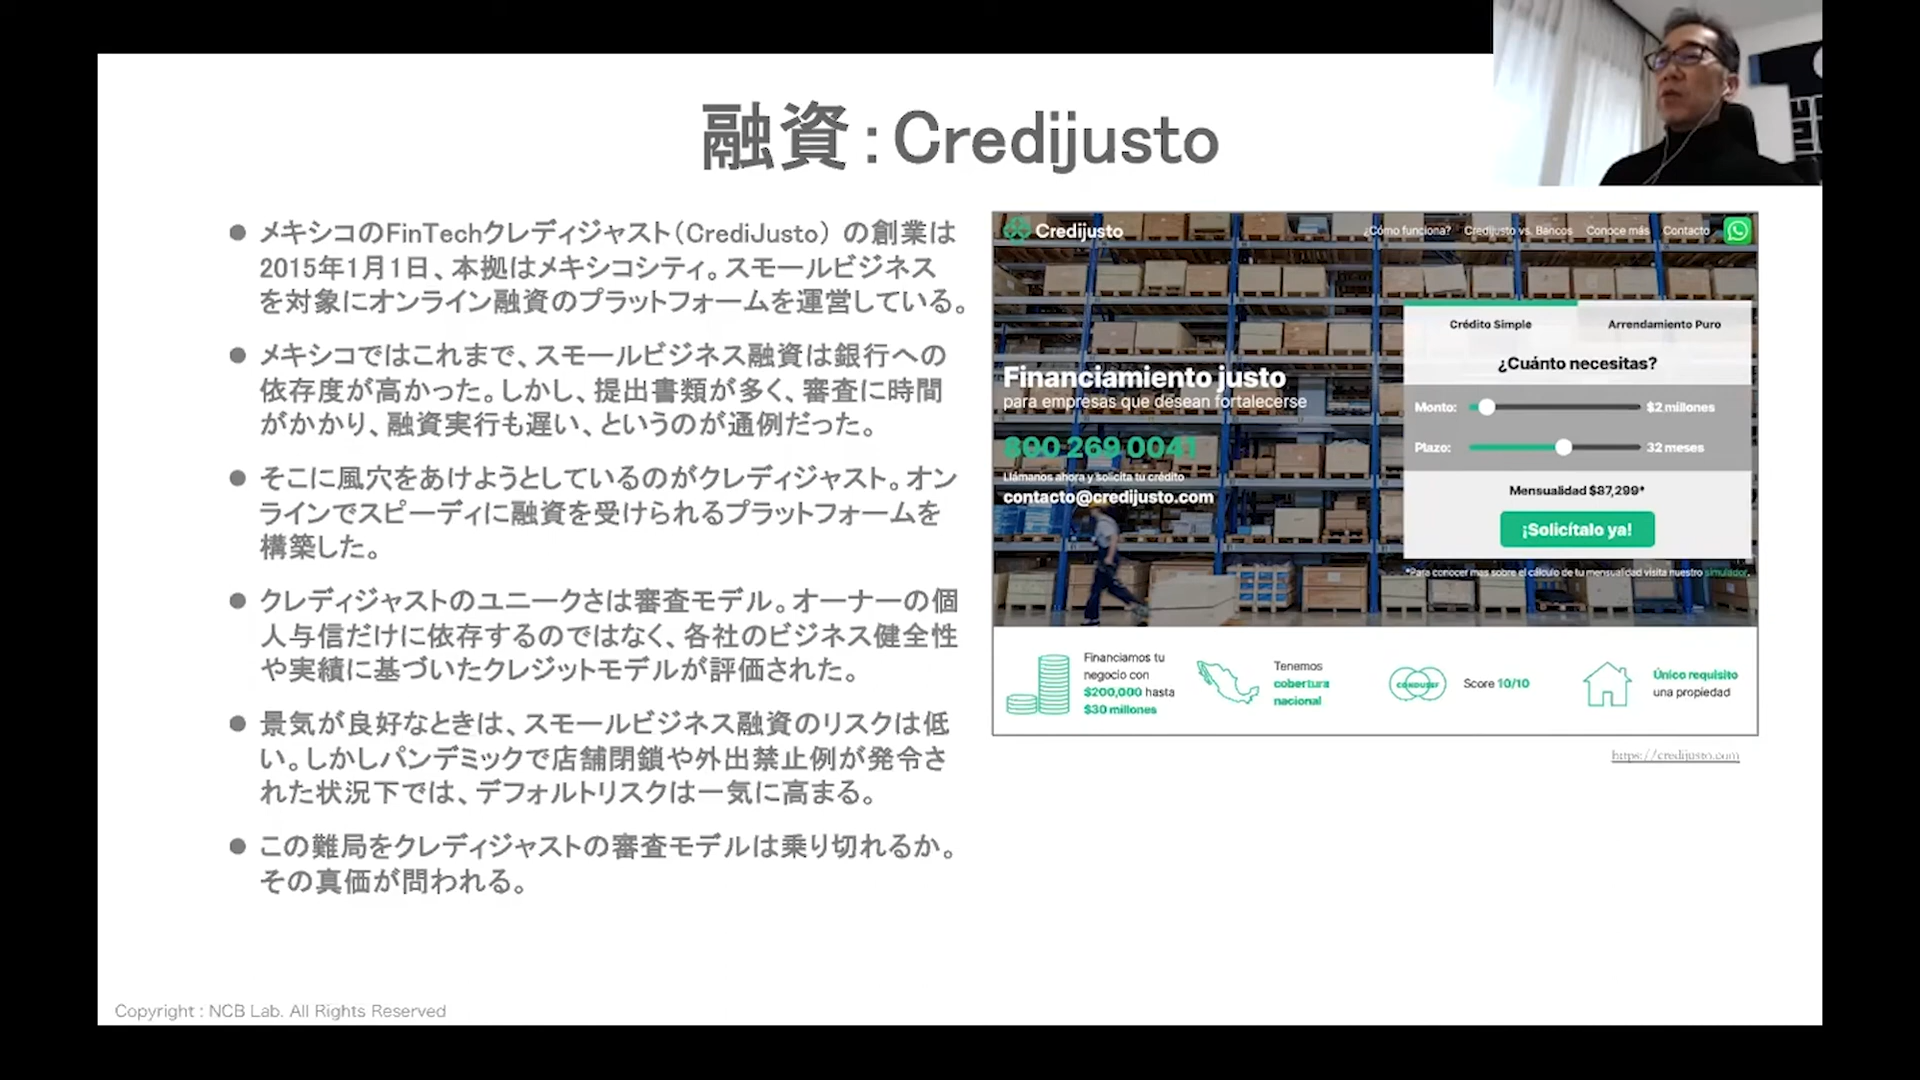 融資：Credijusto
● メキシコのFinTechクレディジャスト（CrediJusto） の創業は
2015年1月1日、本拠はメキシコシティ。スモールビジネス
を対象にオンライン融資のプラットフォームを運営している。
● メキシコではこれまで、スモールビジネス融資は銀行への
依存度が高かった。しかし、提出書類が多く、審査に時間
がかかり、融資実行も遅い、というのが通例だった。
● そこに風穴をあけようとしているのがクレディジャスト。オン
ラインでスピーディに融資を受けられるプラットフォームを
構築した。
● クレディジャストのユニークさは審査モデル。オーナーの個
人与信だけに依存するのではなく、各社のビジネス健全性
や実績に基づいたクレジットモデルが評価された。
● 景気が良好なときは、スモールビジネス融資のリスクは低
い。しかしパンデミックで店舗閉鎖や外出禁止例が発令さ
れた状況下では、デフォルトリスクは一気に高まる。
● この難局をクレディジャストの審査モデルは乗り切れるか。
その真価が問われる。
Credijusto
¿Cómo funciona? Credijusto vs. Bancos Conoce más Contacto
Financiamiento justo
para empresas que desean fortalecerse
800 269 0041
Llámanos ahora y solicita tu crédito
contacto@credijusto.com
Crédito Simple Arrendamiento Puro
¿Cuánto necesitas?
Monto: $2 millones
Plazo: 32 meses
Mensualidad $87,299*
¡Solicítalo ya!
*Para conocer mas sobre el cálculo de tu mensualidad visita nuestro simulador.
Financiamos tu
negocio con
$200,000 hasta
$30 millones
Tenemos
cobertura
nacional
CONDUSEF
Score 10/10
Único requisito
una propiedad
https://credijusto.com
Copyright : NCB Lab. All Rights Reserved